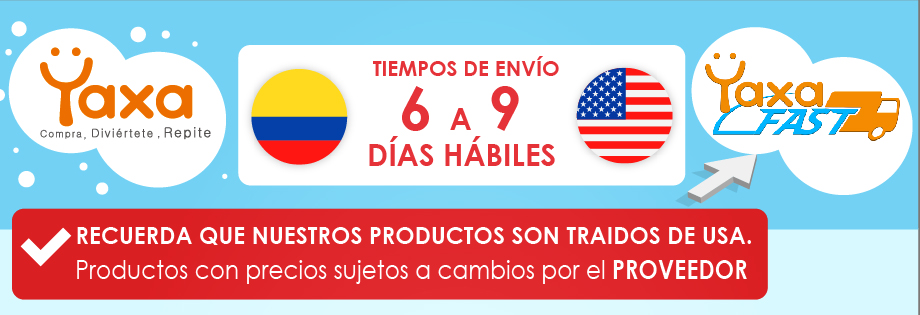 Yaxa
Compra, Diviértete, Repite
TIEMPOS DE ENVÍO
6 A 9
DÍAS HÁBILES
Yaxa
FAST
RECUERDA QUE NUESTROS PRODUCTOS SON TRAIDOS DE USA.
Productos con precios sujetos a cambios por el PROVEEDOR